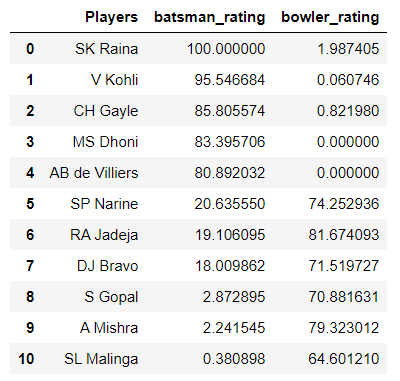 Players batsman_rating bowler_rating
0 SK Raina 100.000000 1.987405
1 V Kohli 95.546684 0.060746
2 CH Gayle 85.805574 0.821980
3 MS Dhoni 83.395706 0.000000
4 AB de Villiers 80.892032 0.000000
5 SP Narine 20.635550 74.252936
6 RA Jadeja 19.106095 81.674093
7 DJ Bravo 18.009862 71.519727
8 S Gopal 2.872895 70.881631
9 A Mishra 2.241545 79.323012
10 SL Malinga 0.380898 64.601210